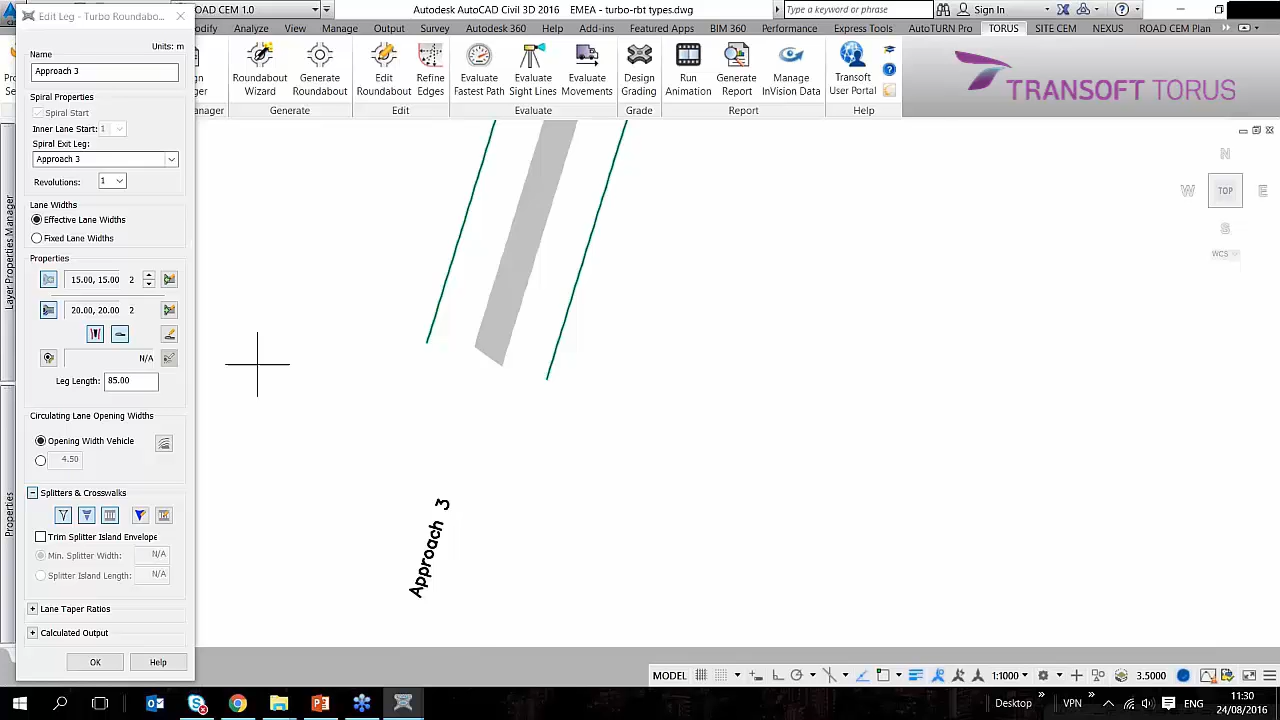 Edit Leg - Turbo Roundabo...
OAD CEM 1.0
Autodesk AutoCAD Civil 3D 2016 EMEA - turbo-rbt types.dwg
Type a keyword or phrase
Sign In
odify Analyze View Manage Output Survey Autodesk 360 Add-ins Featured Apps BIM 360 Performance Express Tools AutoTURN Pro TORUS SITE CEM NEXUS ROAD CEM Plan
Roundabout Wizard
Generate Roundabout
Edit Roundabout
Refine Edges
Evaluate Fastest Path
Evaluate Sight Lines
Evaluate Movements
Design Grading
Run Animation
Generate Report
Manage InVision Data
Transoft User Portal
Generate Edit Evaluate Grade Report Help
TRANSOFT TORUS
Units: m
Name
Approach 3
Spiral Properties
Spiral Start
Inner Lane Start: 1
Spiral Exit Leg:
Approach 3
Revolutions: 1
Lane Widths
Effective Lane Widths
Fixed Lane Widths
Properties
15.00, 15.00 2
20.00, 20.00 2
N/A
Leg Length: 85.00
Circulating Lane Opening Widths
Opening Width Vehicle
4.50
Splitters & Crosswalks
Trim Splitter Island Envelope
Min. Splitter Width: N/A
Splitter Island Length: N/A
Lane Taper Ratios
Calculated Output
OK Help
Layer Properties Manager
Properties
Approach 3
N
W TOP E
S
WCS
MODEL
1:1000
3.5000
Desktop
VPN
ENG
11:30
24/08/2016